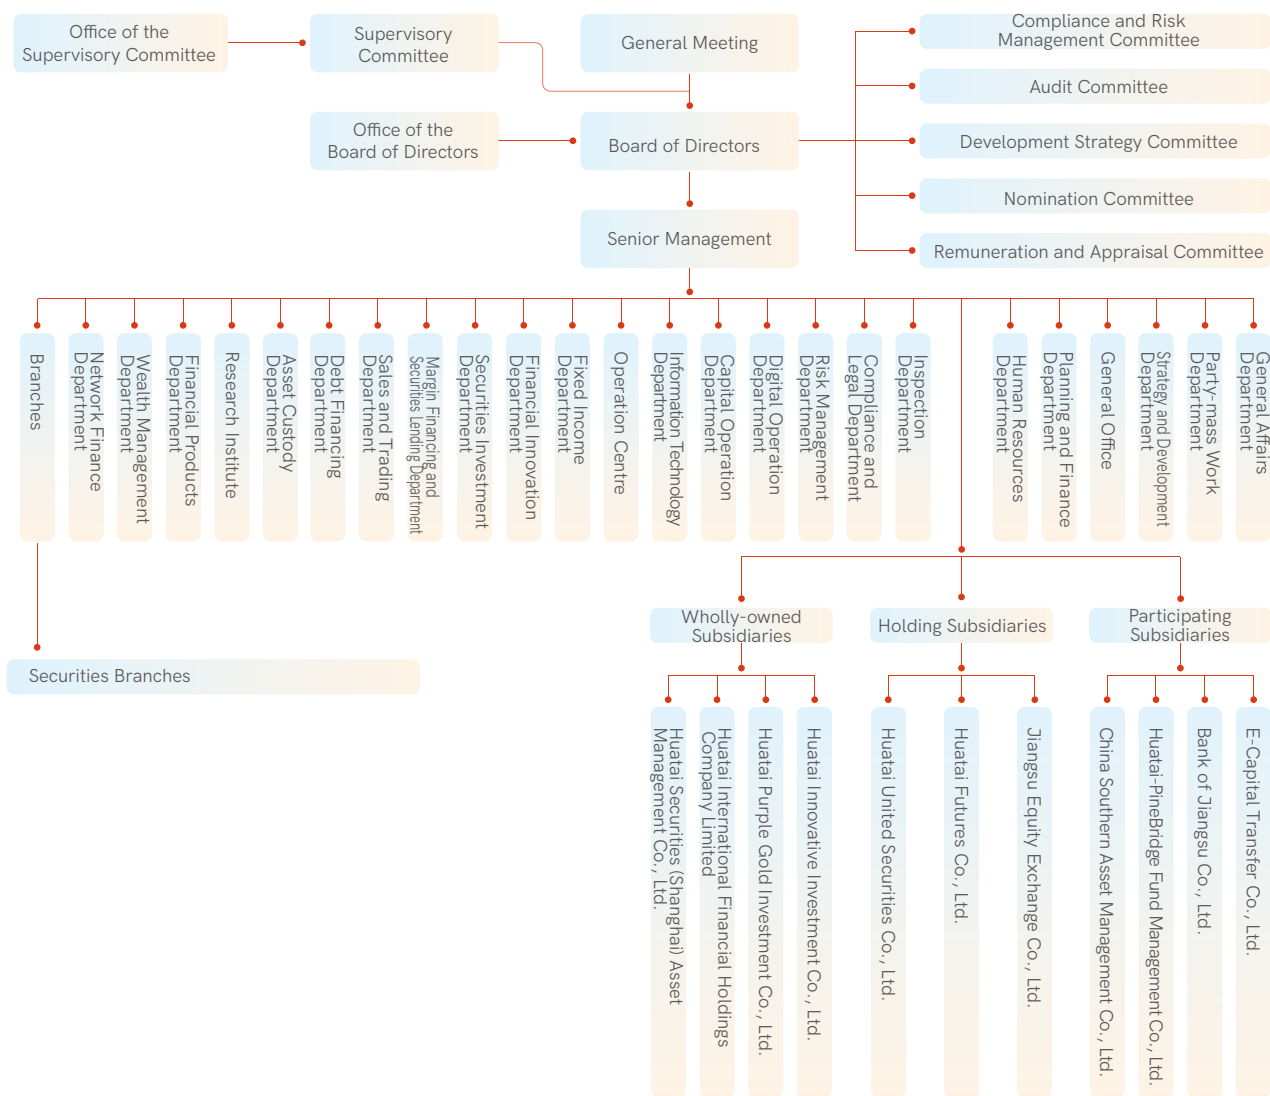 Office of the
Supervisory Committee
Supervisory
Committee
General Meeting
Compliance and Risk
Management Committee
Audit Committee
Office of the
Board of Directors
Board of Directors
Development Strategy Committee
Nomination Committee
Senior Management
Remuneration and Appraisal Committee
Branches
Network Finance
Department
Wealth Management
Department
Financial Products
Department
Research Institute
Asset Custody
Department
Debt Financing
Department
Sales and Trading
Department
Margin Financing and
Securities Lending Department
Securities Investment
Department
Financial Innovation
Department
Fixed Income
Department
Operation Centre
Information Technology
Department
Capital Operation
Department
Digital Operation
Department
Risk Management
Department
Compliance and
Legal Department
Inspection
Department
Human Resources
Department
Planning and Finance
Department
General Office
Strategy and Development
Department
Party-mass Work
Department
General Affairs
Department
Wholly-owned
Subsidiaries
Holding Subsidiaries
Participating
Subsidiaries
Securities Branches
Huatai Securities (Shanghai) Asset
Management Co., Ltd.
Huatai International Financial Holdings
Company Limited
Huatai Purple Gold Investment Co., Ltd.
Huatai Innovative Investment Co., Ltd.
Huatai United Securities Co., Ltd.
Huatai Futures Co., Ltd.
Jiangsu Equity Exchange Co., Ltd.
China Southern Asset Management Co., Ltd.
Huatai-PineBridge Fund Management Co., Ltd.
Bank of Jiangsu Co., Ltd.
E-Capital Transfer Co., Ltd.